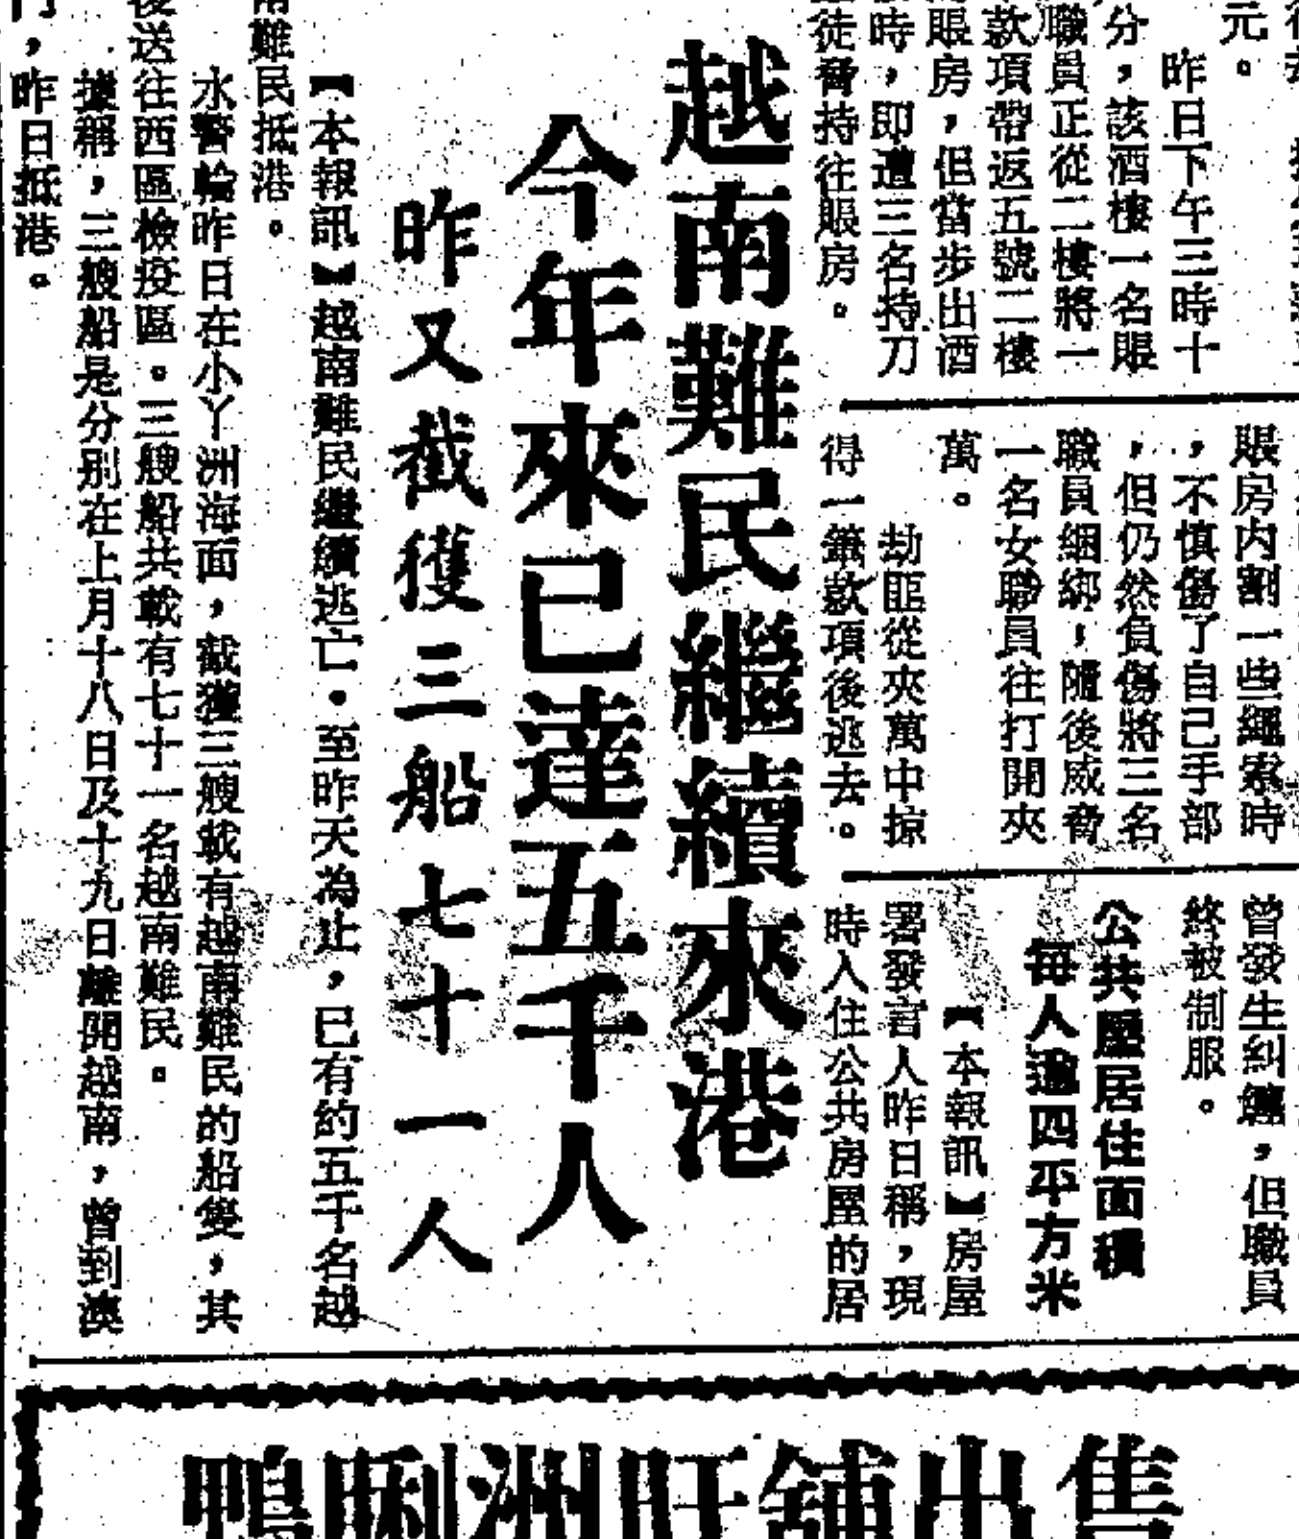 元。
昨日下午三時十
分，該酒樓一名賬
職員正從二樓將一
款項帶返五號二樓
賬房，但當步出酒
時，即遭三名持刀
徒脅持往賬房。
賬房内割一些繩索時
，不慎傷了自己手部
，但仍然負傷將三名
職員綑綁，隨後威脅
一名女職員往打開夾
萬。
劫匪從夾萬中掠
得一筆款項後逃去。
曾發生糾纏，但職員
終被制服。
公共屋居住面積
每人逾四平方米
【本報訊】房屋
署發言人昨日稱，現
時入住公共房屋的居
越南難民繼續來港
今年來已達五千人
昨又截獲三船七十一人
【本報訊】越南難民繼續逃亡．至昨天為止，已有約五千名越
南難民抵港。
水警輪昨日在小丫洲海面，截獲三艘載有越南難民的船隻，其
後送往西區檢疫區。三艘船共載有七十一名越南難民。
據稱，三艘船是分別在上月十八日及十九日離開越南，曾到澳
門，昨日抵港。
鴨脷洲旺舖出售